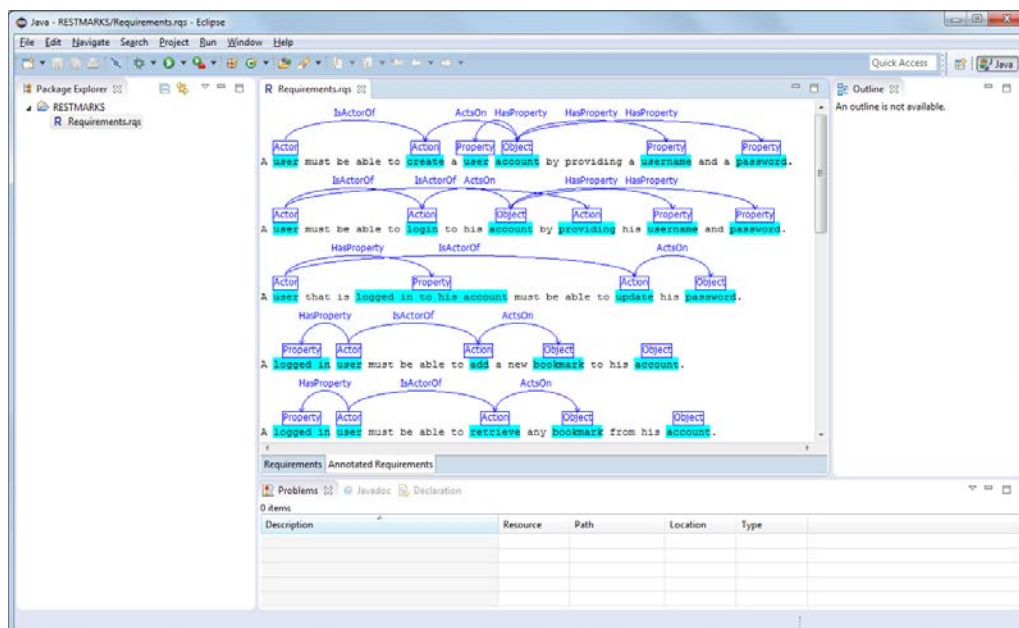 Java - RESTMARKS/Requirements.rqs - Eclipse
File Edit Navigate Search Project Run Window Help
Quick Access Java
Package Explorer
RESTMARKS
R Requirements.rqs
R Requirements.rqs
IsActorOf ActsOn HasProperty HasProperty HasProperty
Actor Action Property Object Property Property
A user must be able to create a user account by providing a username and a password.
IsActorOf IsActorOf ActsOn HasProperty HasProperty
Actor Action Object Action Property Property
A user must be able to login to his account by providing his username and password.
HasProperty IsActorOf ActsOn
Actor Property Action Object
A user that is logged in to his account must be able to update his password.
HasProperty IsActorOf ActsOn
Property Actor Action Object Object
A logged in user must be able to add a new bookmark to his account.
HasProperty IsActorOf ActsOn
Property Actor Action Object Object
A logged in user must be able to retrieve any bookmark from his account.
Requirements Annotated Requirements
Outline
An outline is not available.
Problems @ Javadoc Declaration
0 items
Description Resource Path Location Type